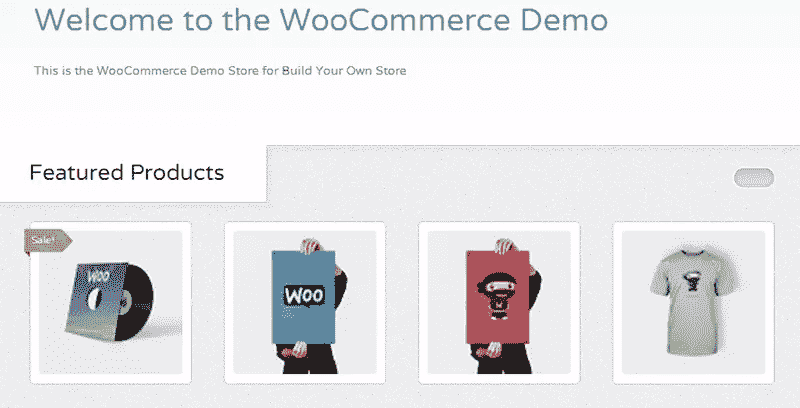 Welcome to the WooCommerce Demo
This is the WooCommerce Demo Store for Build Your Own Store
Featured Products
Sale!
WOO
WOO